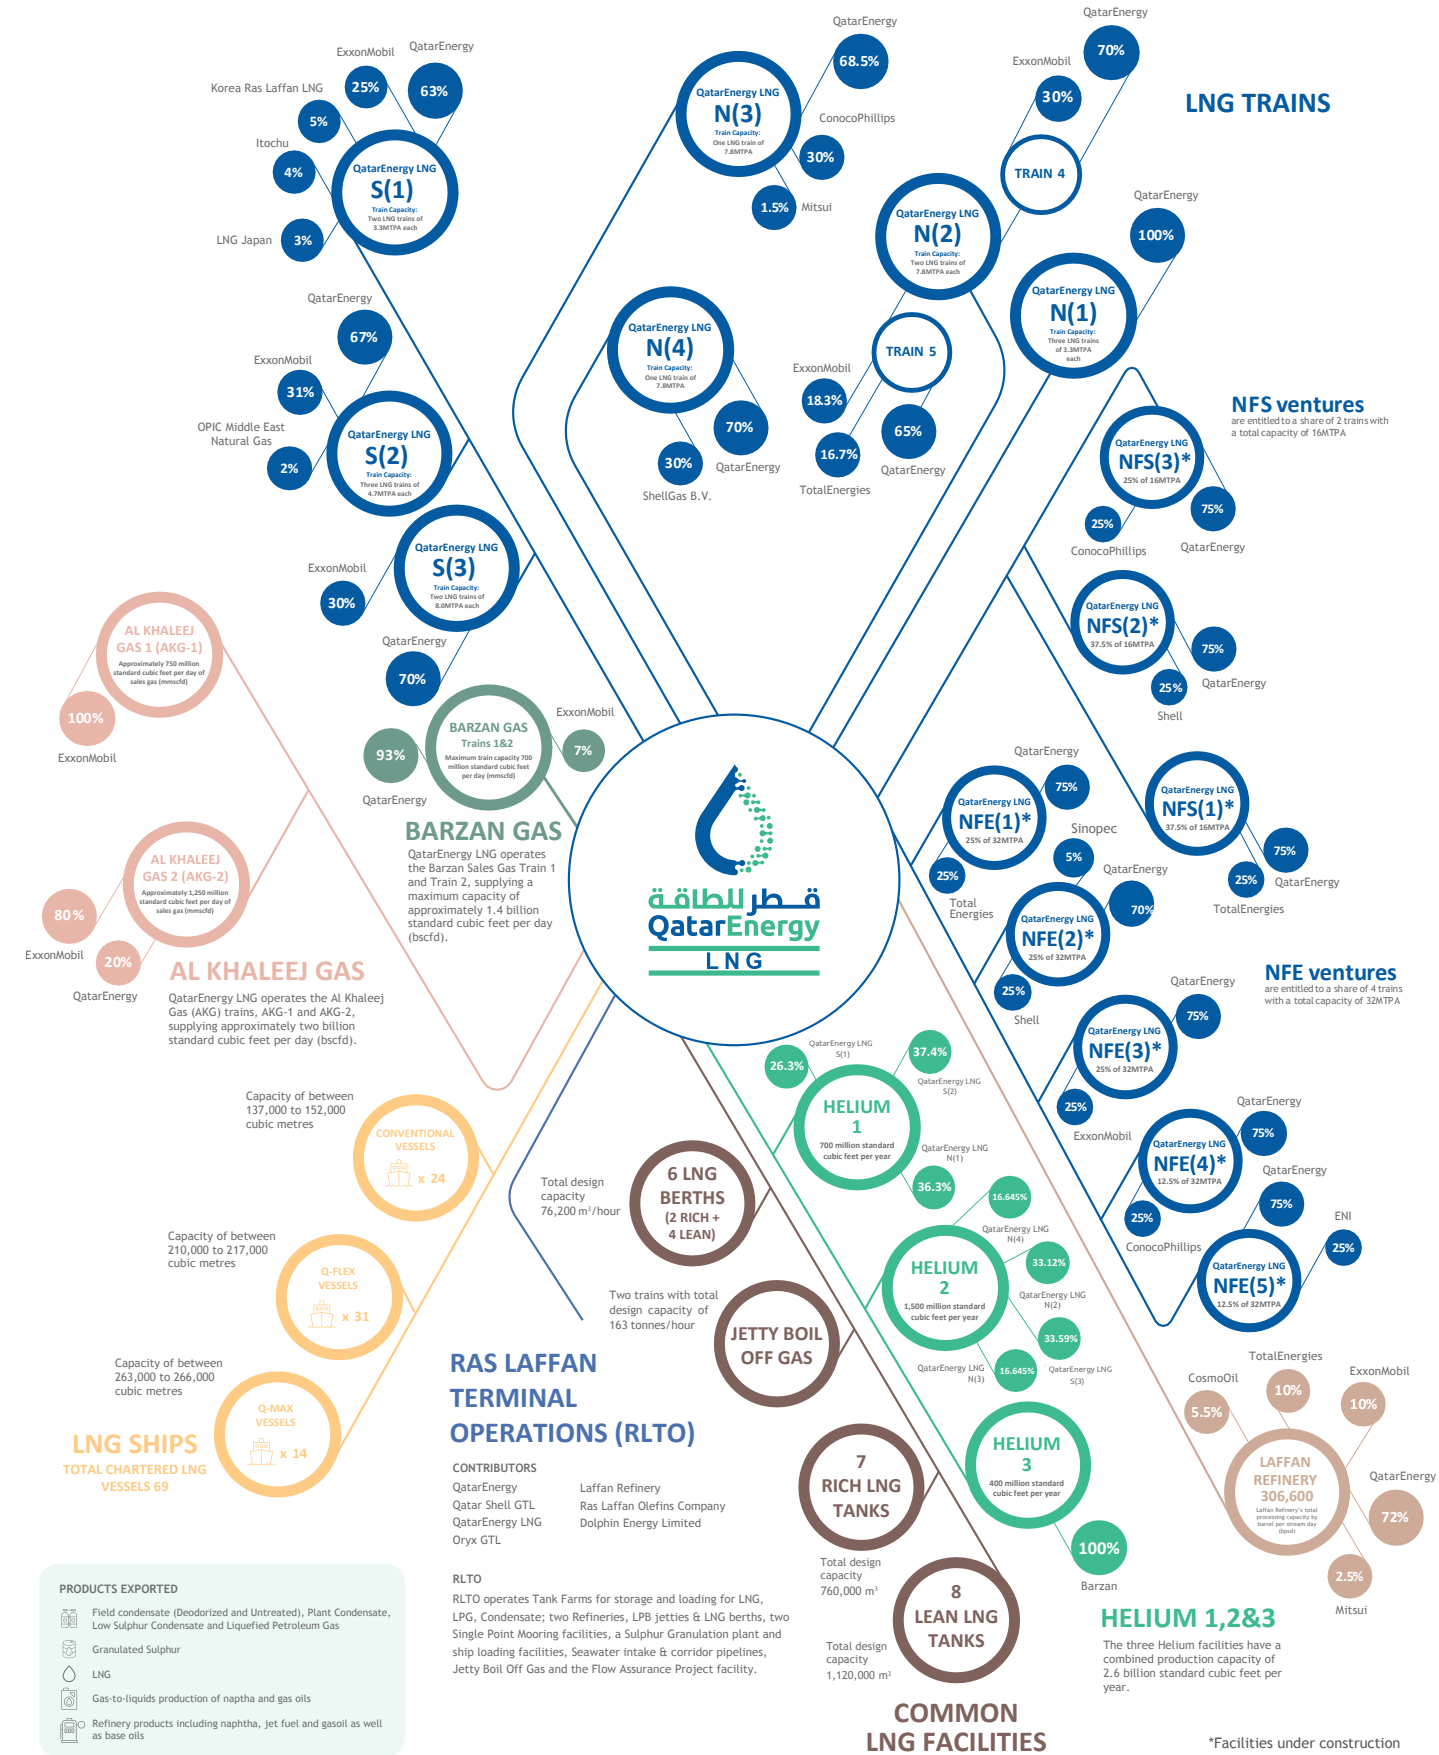 LNG TRAINS
QatarEnergy
63%
ExxonMobil
25%
Korea Ras Laffan LNG
5%
Itochu
4%
LNG Japan
3%
QatarEnergy LNG
S(1)
Train Capacity:
Two LNG trains of
3.3MTPA each
QatarEnergy
67%
ExxonMobil
31%
OPIC Middle East
Natural Gas
2%
QatarEnergy LNG
S(2)
Train Capacity:
Three LNG trains of
4.7MTPA each
QatarEnergy LNG
S(3)
Train Capacity:
Two LNG trains of
8.0MTPA each
ExxonMobil
30%
QatarEnergy
70%
QatarEnergy
68.5%
ConocoPhillips
30%
1.5%
Mitsui
QatarEnergy LNG
N(3)
Train Capacity:
One LNG train of
7.8MTPA
QatarEnergy LNG
N(4)
Train Capacity:
One LNG train of
7.8MTPA
70%
QatarEnergy
30%
ShellGas B.V.
QatarEnergy
70%
ExxonMobil
30%
TRAIN 4
QatarEnergy LNG
N(2)
Train Capacity:
Two LNG trains of
7.8MTPA each
TRAIN 5
ExxonMobil
18.3%
16.7%
TotalEnergies
65%
QatarEnergy
QatarEnergy
100%
QatarEnergy LNG
N(1)
Train Capacity:
Three LNG trains
of 3.3MTPA
each
NFS ventures
are entitled to a share of 2 trains with
a total capacity of 16MTPA
QatarEnergy LNG
NFS(3)*
25% of 16MTPA
25%
ConocoPhillips
75%
QatarEnergy
QatarEnergy LNG
NFS(2)*
37.5% of 16MTPA
75%
QatarEnergy
25%
Shell
QatarEnergy LNG
NFS(1)*
37.5% of 16MTPA
75%
QatarEnergy
25%
TotalEnergies
QatarEnergy
75%
QatarEnergy LNG
NFE(1)*
25% of 32MTPA
25%
Total
Energies
Sinopec
5%
QatarEnergy
70%
QatarEnergy LNG
NFE(2)*
25% of 32MTPA
25%
Shell
NFE ventures
are entitled to a share of 4 trains
with a total capacity of 32MTPA
QatarEnergy
75%
QatarEnergy LNG
NFE(3)*
25% of 32MTPA
25%
ExxonMobil
QatarEnergy
75%
QatarEnergy LNG
NFE(4)*
12.5% of 32MTPA
25%
ConocoPhillips
QatarEnergy
75%
ENI
25%
QatarEnergy LNG
NFE(5)*
12.5% of 32MTPA
AL KHALEEJ
GAS 1 (AKG-1)
Approximately 750 million
standard cubic feet per day of
sales gas (mmscfd)
100%
ExxonMobil
AL KHALEEJ
GAS 2 (AKG-2)
Approximately 1,250 million
standard cubic feet per day of
sales gas (mmscfd)
80%
ExxonMobil
20%
QatarEnergy
AL KHALEEJ GAS
QatarEnergy LNG operates the Al Khaleej
Gas (AKG) trains, AKG-1 and AKG-2,
supplying approximately two billion
standard cubic feet per day (bscfd).
BARZAN GAS
Trains 1&2
Maximum train capacity 700
million standard cubic feet
per day (mmscfd)
93%
QatarEnergy
ExxonMobil
7%
BARZAN GAS
QatarEnergy LNG operates
the Barzan Sales Gas Train 1
and Train 2, supplying a
maximum capacity of
approximately 1.4 billion
standard cubic feet per day
(bscfd).
قطر للطاقة
QatarEnergy
LNG
Capacity of between
137,000 to 152,000
cubic metres
CONVENTIONAL
VESSELS
x 24
Capacity of between
210,000 to 217,000
cubic metres
Q-FLEX
VESSELS
x 31
Capacity of between
263,000 to 266,000
cubic metres
Q-MAX
VESSELS
x 14
LNG SHIPS
TOTAL CHARTERED LNG
VESSELS 69
RAS LAFFAN
TERMINAL
OPERATIONS (RLTO)
CONTRIBUTORS
QatarEnergy
Qatar Shell GTL
QatarEnergy LNG
Oryx GTL
Laffan Refinery
Ras Laffan Olefins Company
Dolphin Energy Limited
RLTO
RLTO operates Tank Farms for storage and loading for LNG,
LPG, Condensate; two Refineries, LPB jetties & LNG berths, two
Single Point Mooring facilities, a Sulphur Granulation plant and
ship loading facilities, Seawater intake & corridor pipelines,
Jetty Boil Off Gas and the Flow Assurance Project facility.
Total design
capacity
76,200 m³/hour
6 LNG
BERTHS
(2 RICH +
4 LEAN)
Two trains with total
design capacity of
163 tonnes/hour
JETTY BOIL
OFF GAS
7
RICH LNG
TANKS
Total design
capacity
760,000 m³
8
LEAN LNG
TANKS
Total design
capacity
1,120,000 m³
COMMON
LNG FACILITIES
QatarEnergy LNG
S(1)
26.3%
37.4%
QatarEnergy LNG
S(2)
HELIUM
1
700 million standard
cubic feet per year
QatarEnergy LNG
N(1)
36.3%
16.645%
QatarEnergy LNG
N(4)
HELIUM
2
1,500 million standard
cubic feet per year
33.12%
QatarEnergy LNG
N(2)
33.59%
QatarEnergy LNG
S(3)
QatarEnergy LNG
N(3)
16.645%
HELIUM
3
400 million standard
cubic feet per year
100%
Barzan
HELIUM 1,2&3
The three Helium facilities have a
combined production capacity of
2.6 billion standard cubic feet per
year.
CosmoOil
5.5%
TotalEnergies
10%
ExxonMobil
10%
QatarEnergy
72%
2.5%
Mitsui
LAFFAN
REFINERY
306,600
Laffan Refinery's total
processing capacity by
barrel per stream day
(bpsd)
PRODUCTS EXPORTED
Field condensate (Deodorized and Untreated), Plant Condensate,
Low Sulphur Condensate and Liquefied Petroleum Gas
Granulated Sulphur
LNG
Gas-to-liquids production of naptha and gas oils
Refinery products including naphtha, jet fuel and gasoil as well
as base oils
*Facilities under construction